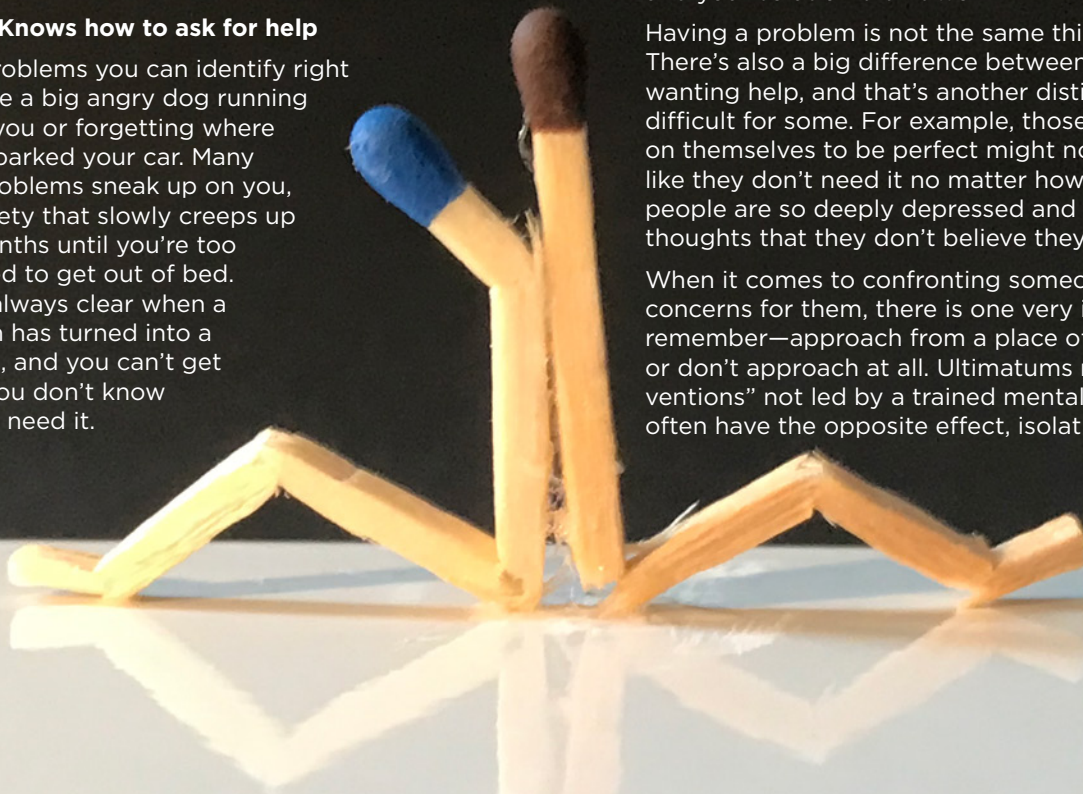 Knows how to ask for help
roblems you can identify right
e a big angry dog running
you or forgetting where
parked your car. Many
oblems sneak up on you,
ety that slowly creeps up
nths until you're too
d to get out of bed.
always clear when a
n has turned into a
, and you can't get
ou don't know
need it.
Having a problem is not the same thi
There's also a big difference between
wanting help, and that's another disti
difficult for some. For example, those
on themselves to be perfect might no
like they don't need it no matter how
people are so deeply depressed and
thoughts that they don't believe they
When it comes to confronting someo
concerns for them, there is one very i
remember—approach from a place of
or don't approach at all. Ultimatums
ventions” not led by a trained mental
often have the opposite effect, isolat